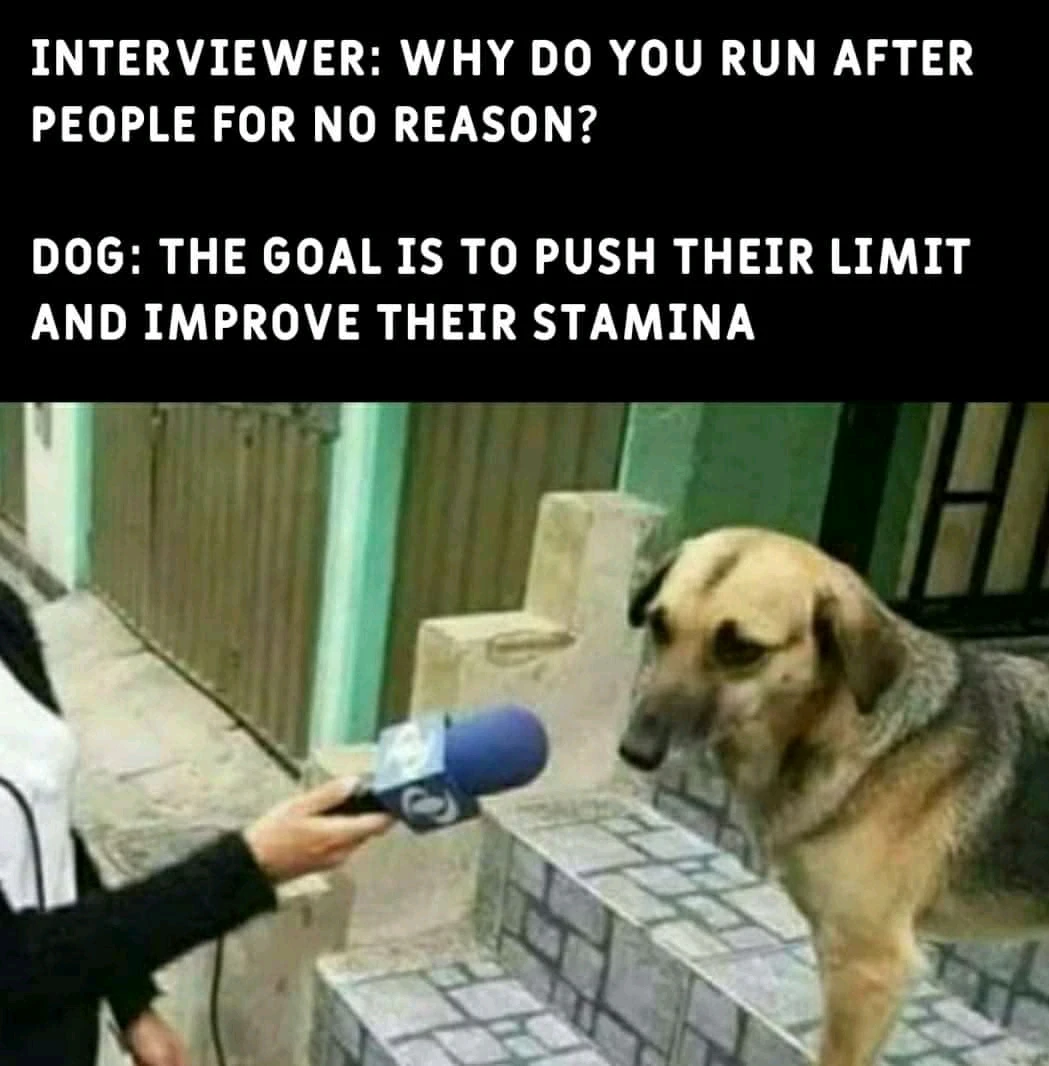 INTERVIEWER: WHY DO YOU RUN AFTER
PEOPLE FOR NO REASON?
DOG: THE GOAL IS TO PUSH THEIR LIMIT
AND IMPROVE THEIR STAMINA